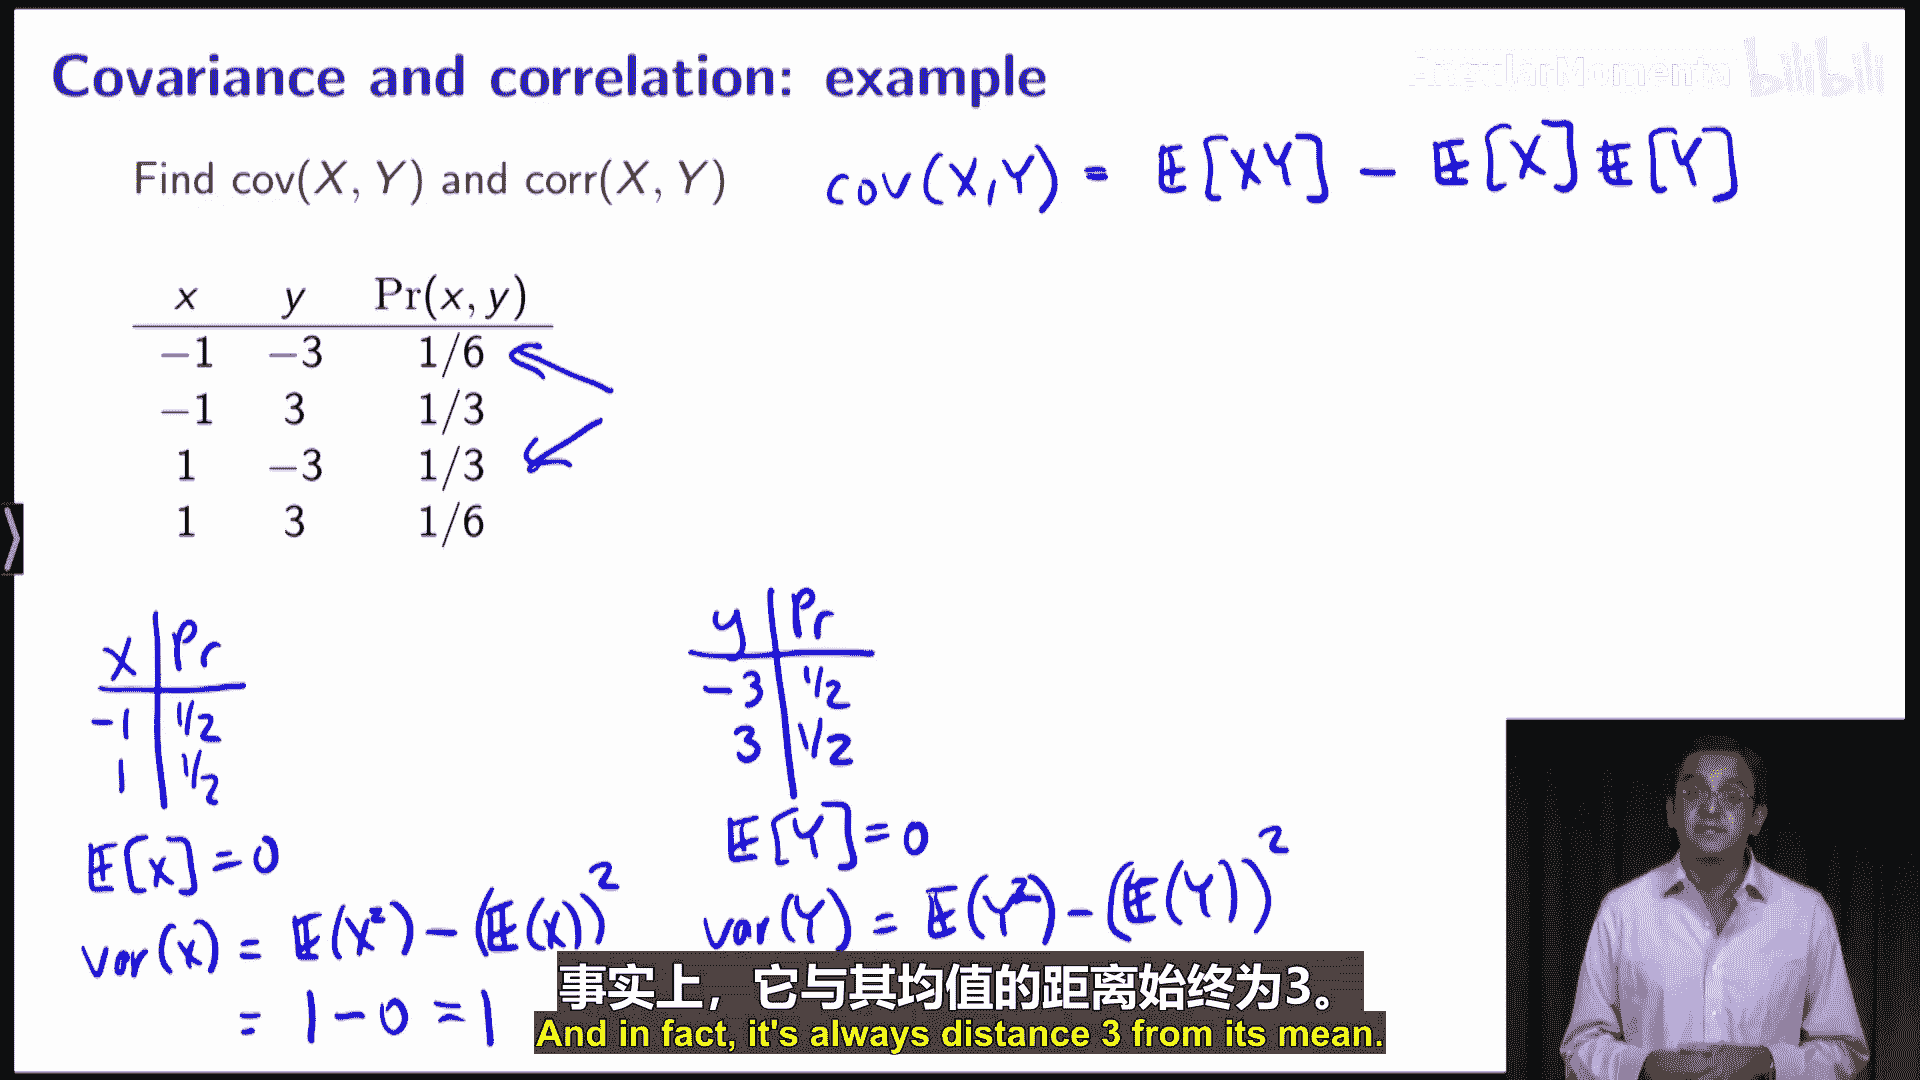 Covariance and correlation: example
AngularMomenta bilibili
Find cov(X, Y) and corr(X, Y)
cov(X,Y) = E[XY] - E[X]E[Y]
x y Pr(x, y)
−1 −3 1/6
−1 3 1/3
1 −3 1/3
1 3 1/6
x Pr
-1 1/2
1 1/2
E[x] = 0
var(x) = E(X²) - (E(x))²
= 1 - 0 = 1
y Pr
-3 1/2
3 1/2
E[Y] = 0
var(Y) = E(Y²) - (E(Y))²
事实上，它与其均值的距离始终为3。
And in fact, it's always distance 3 from its mean.